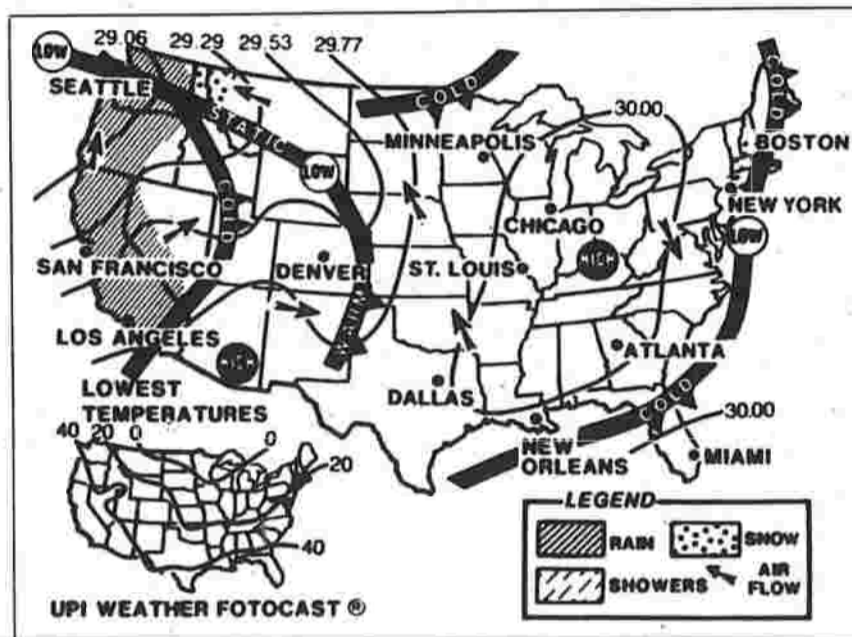 LOW
29.06 29.29 29.53 29.77
SEATTLE
STATIC
COLD
COLD
COLD
30.00
MINNEAPOLIS
BOSTON
LOW
NEW YORK
CHICAGO
LOW
SAN FRANCISCO
DENVER
ST. LOUIS
HIGH
LOS ANGELES
HIGH
ATLANTA
LOWEST
TEMPERATURES
DALLAS
COLD
30.00
40 20 0
0
NEW
ORLEANS
MIAMI
20
40
LEGEND
RAIN
SNOW
SHOWERS
AIR
FLOW
UPI WEATHER FOTOCAST ®